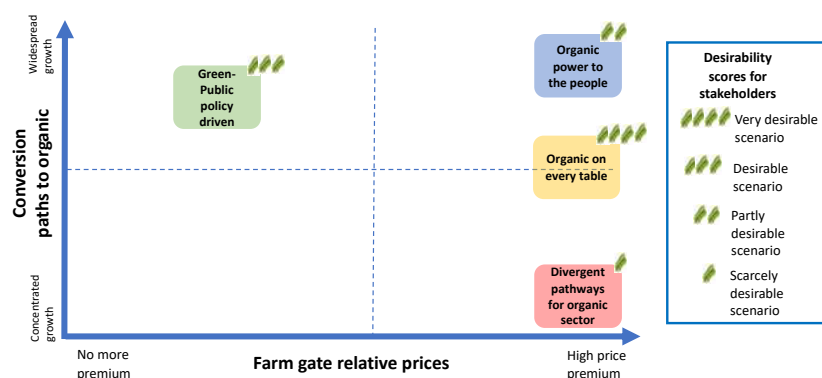 Widespread
growth
Conversion
paths to organic
Concentrated
growth
Green-
Public
policy
driven
Organic
power to
the people
Organic on
every table
Divergent
pathways
for organic
sector
No more
premium
Farm gate relative prices
High price
premium
Desirability
scores for
stakeholders
Very desirable
scenario
Desirable
scenario
Partly
desirable
scenario
Scarcely
desirable
scenario